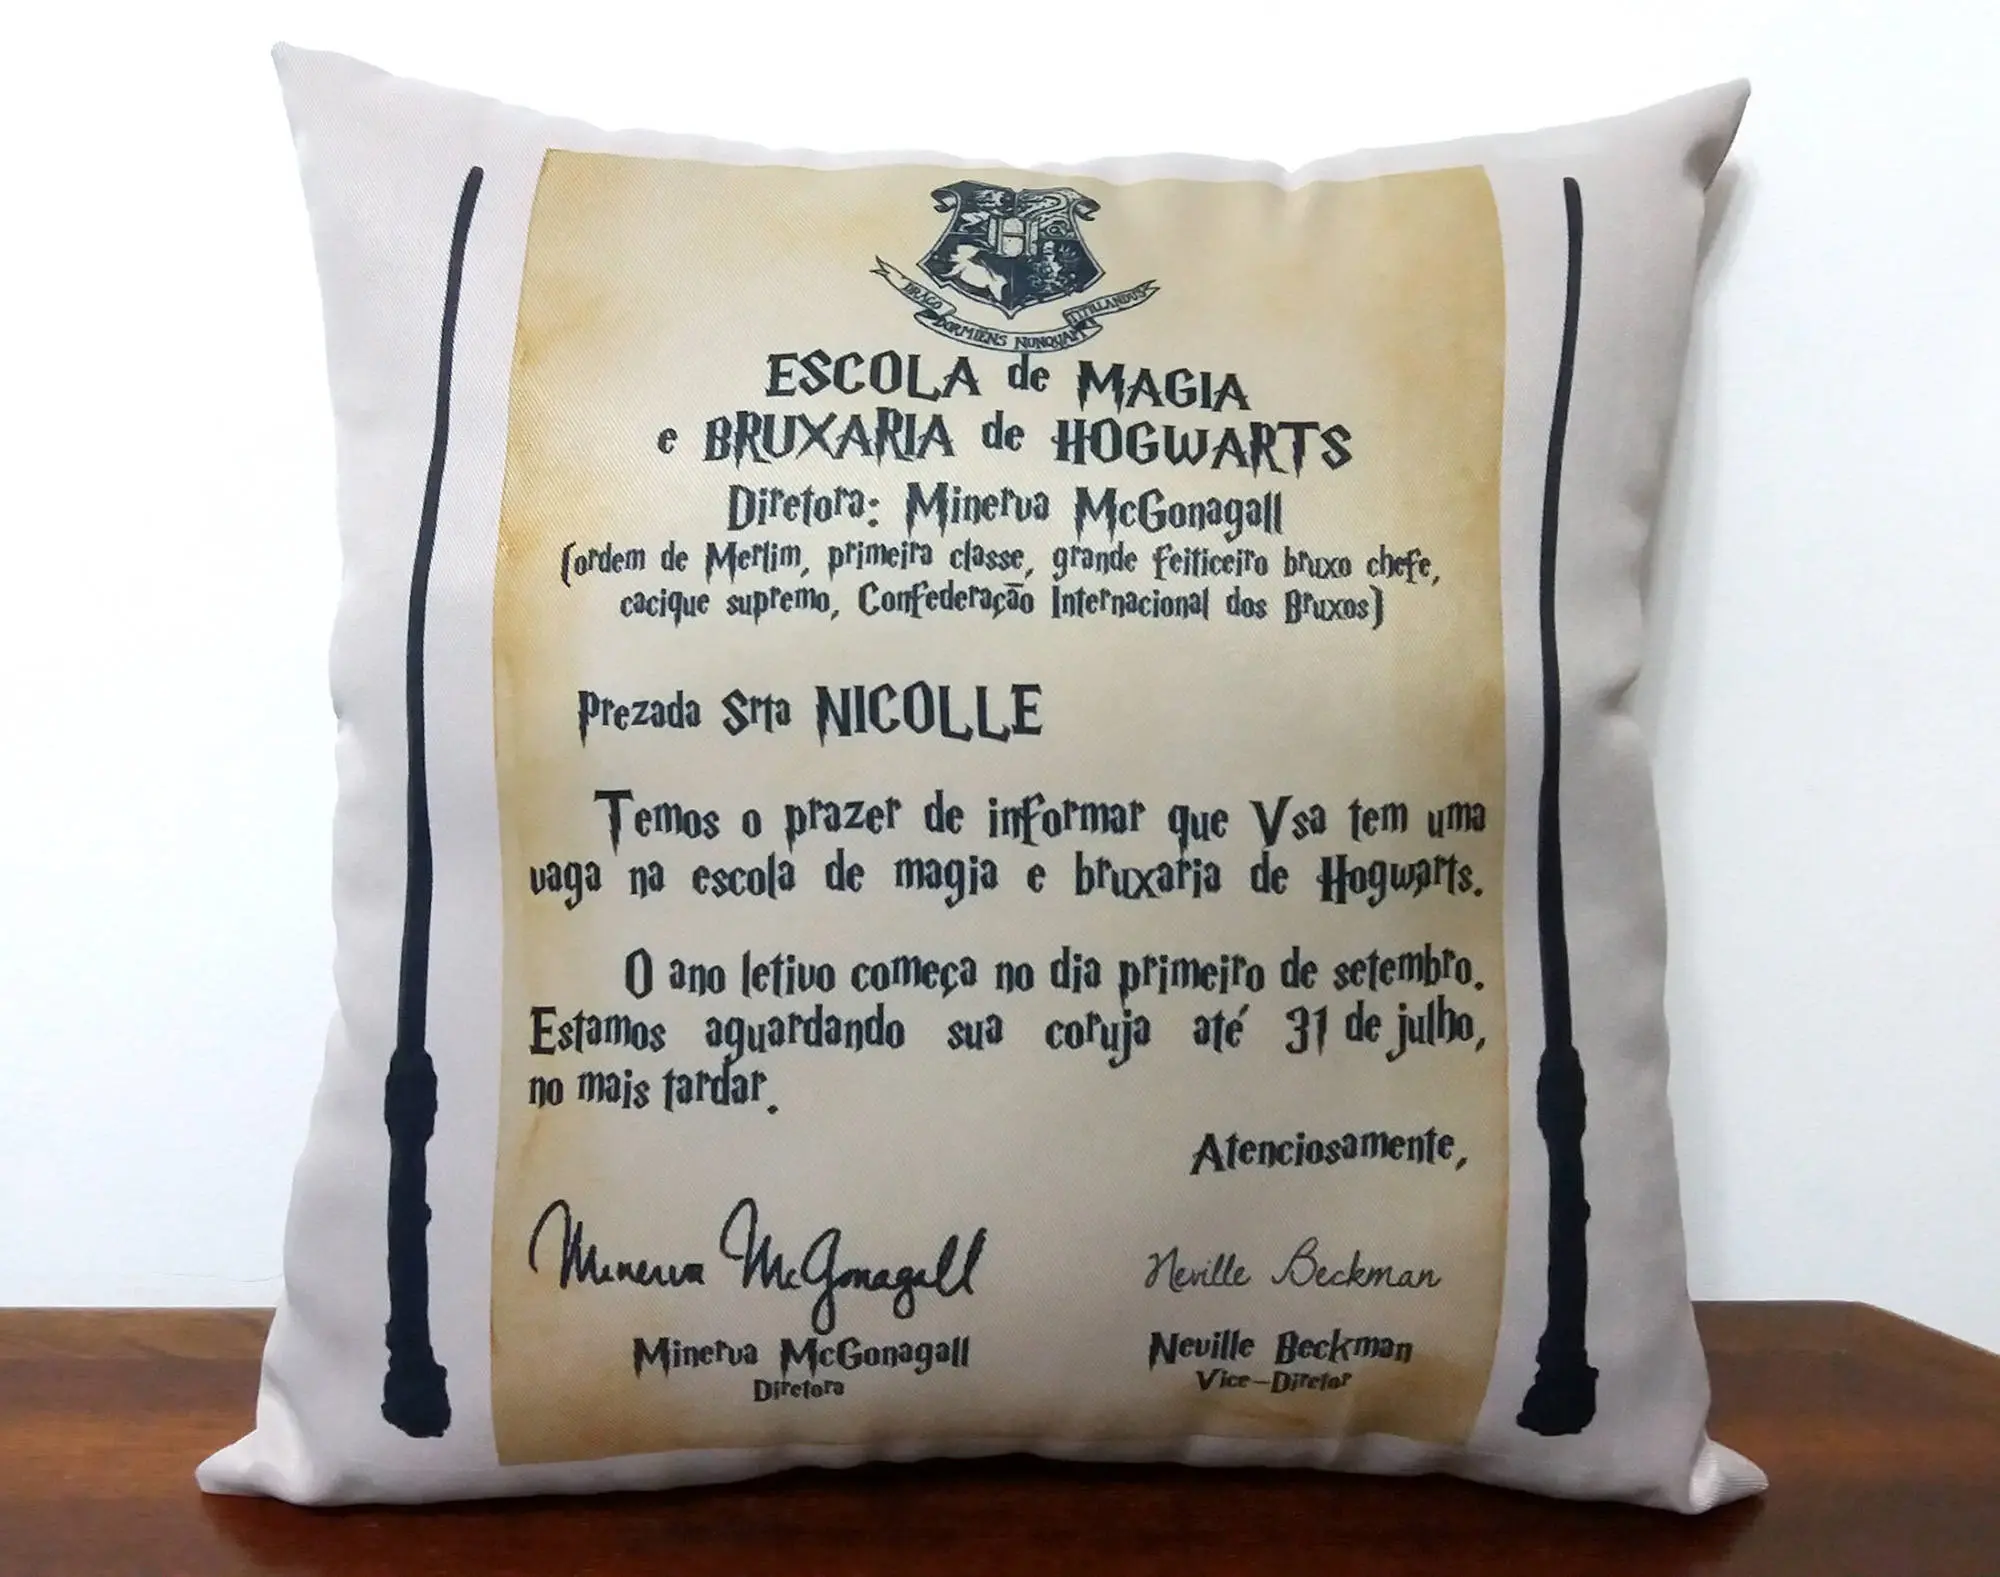 DRACO DORMIENS NUNQUAM TITILLANDUS
ESCOLA de MAGIA
e BRUXARIA de HOGWARTS
Diretora: Minerva McGonagall
(ordem de Merlim, primeira classe, grande feiticeiro bruxo chefe,
cacique supremo, Confederação Internacional dos Bruxos)
Prezada Srta NICOLLE
Temos o prazer de informar que Vsa tem uma
vaga na escola de magia e bruxaria de Hogwarts.
O ano letivo começa no dia primeiro de setembro.
Estamos aguardando sua coruja até 31 de julho,
no mais tardar.
Atenciosamente,
Minerva McGonagall
Neville Beckman
Minerva McGonagall
Neville Beckman
Diretora
Vice-Diretor